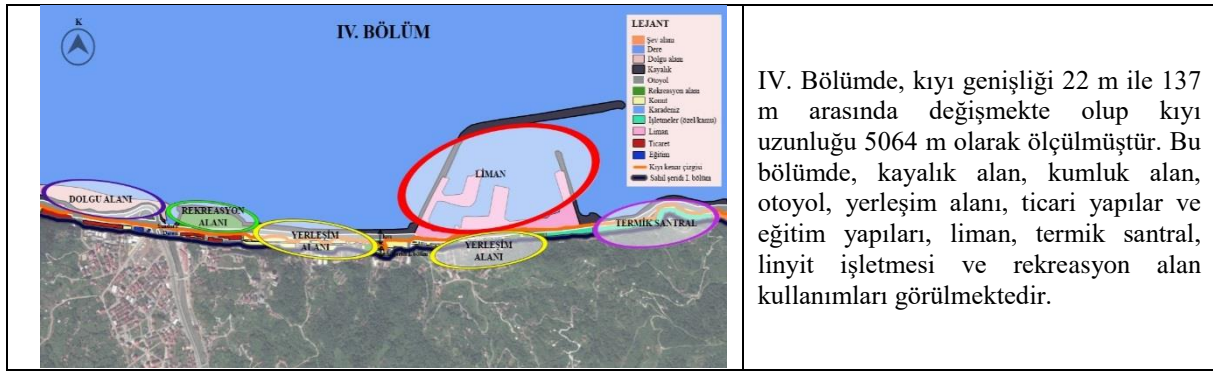 K
IV. BÖLÜM
LEJANT
Şev alanı
Dere
Dolgu alanı
Kayalık
Otoyol
Rekreasyon alanı
Konut
Karadeniz
İşletmeler (özel/kamu)
Liman
Ticaret
Eğitim
Kıyı kenar çizgisi
Sahil şeridi 1. bölüm
DOLGU ALANI
REKREASYON
ALANI
YERLEŞİM
ALANI
LİMAN
YERLEŞİM
ALANI
TERMİK SANTRAL
IV. Bölümde, kıyı genişliği 22 m ile 137
m arasında değişmekte olup kıyı
uzunluğu 5064 m olarak ölçülmüştür. Bu
bölümde, kayalık alan, kumluk alan,
otoyol, yerleşim alanı, ticari yapılar ve
eğitim yapıları, liman, termik santral,
linyit işletmesi ve rekreasyon alan
kullanımları görülmektedir.